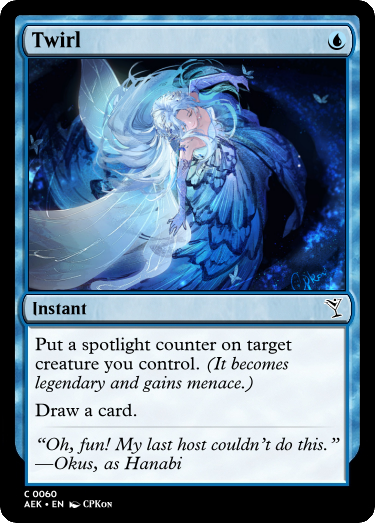 Twirl
Instant
Put a spotlight counter on target
creature you control. (It becomes
legendary and gains menace.)
Draw a card.
“Oh, fun! My last host couldn’t do this.”
—Okus, as Hanabi
C 0060
AEK • EN CPKON